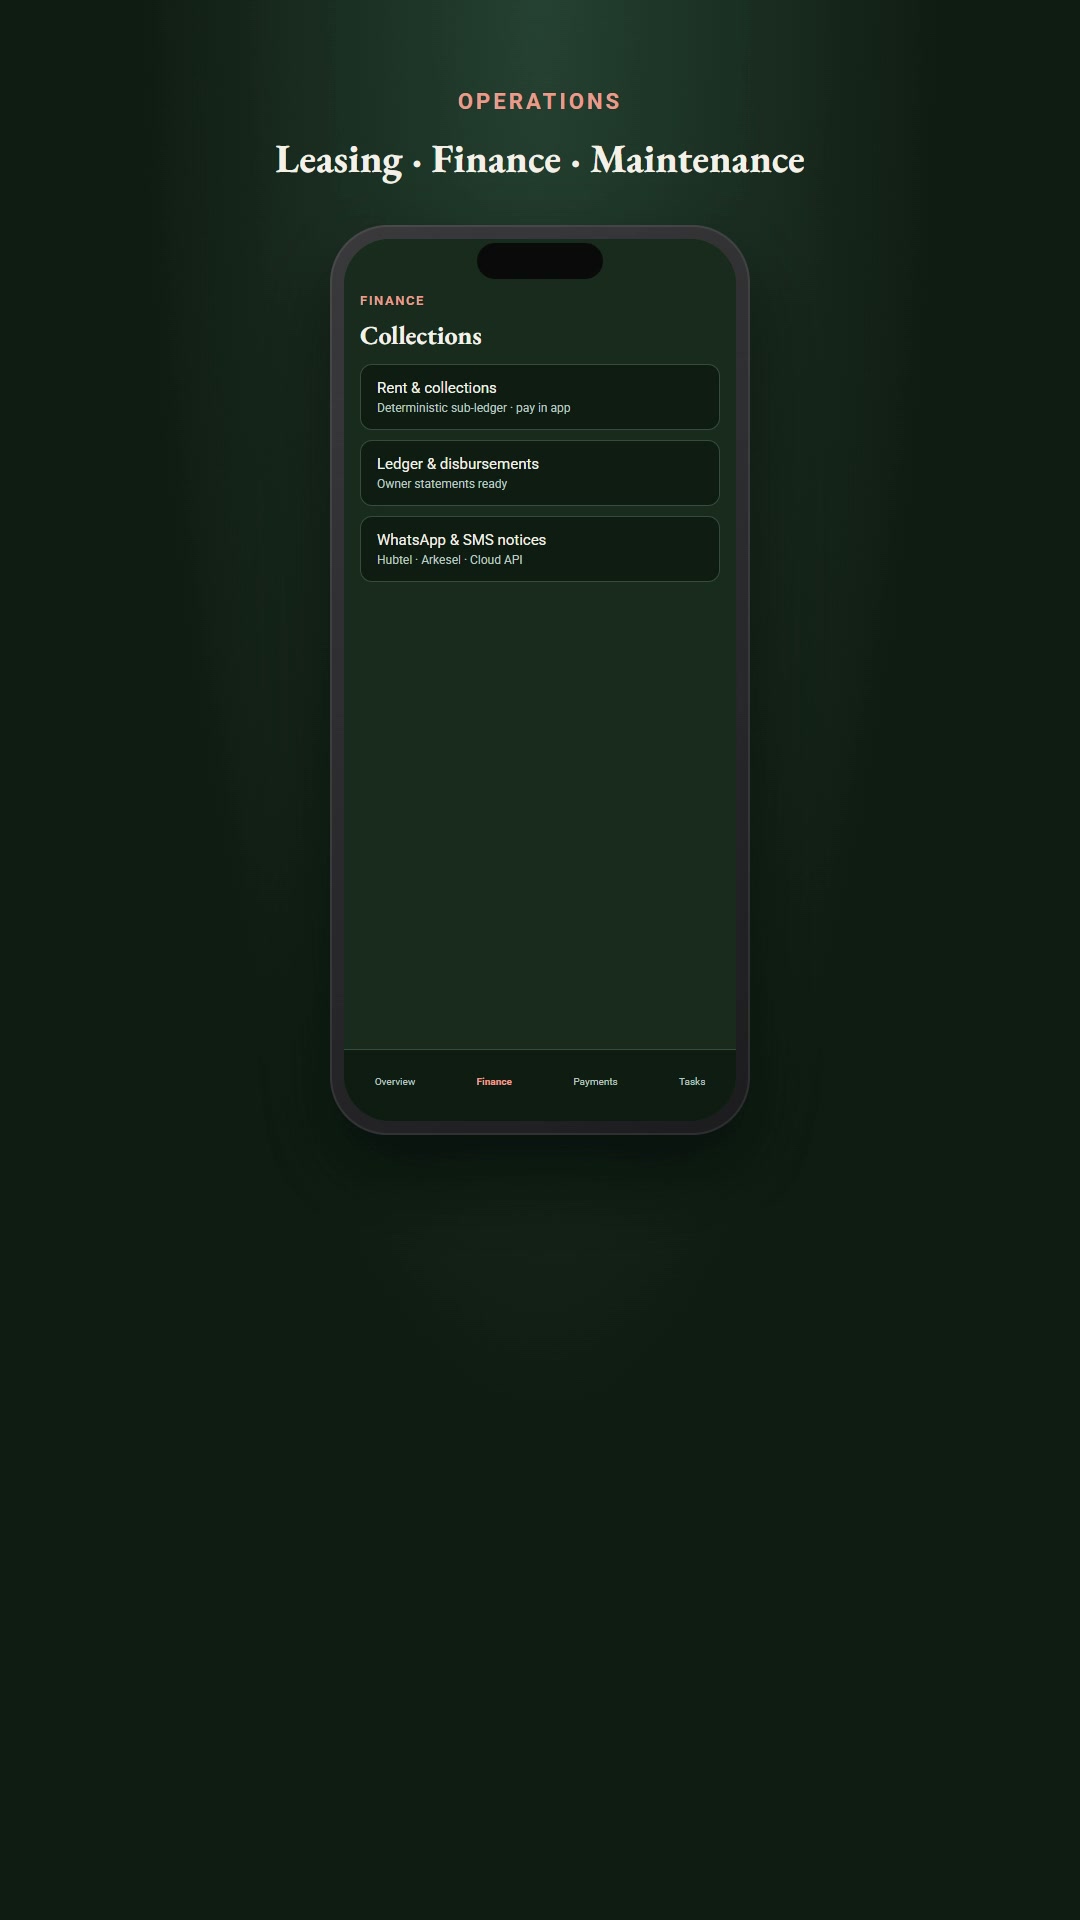 OPERATIONS
Leasing · Finance · Maintenance
FINANCE
Collections
Rent & collections
Deterministic sub-ledger · pay in app
Ledger & disbursements
Owner statements ready
WhatsApp & SMS notices
Hubtel · Arkesel · Cloud API
Overview Finance Payments Tasks